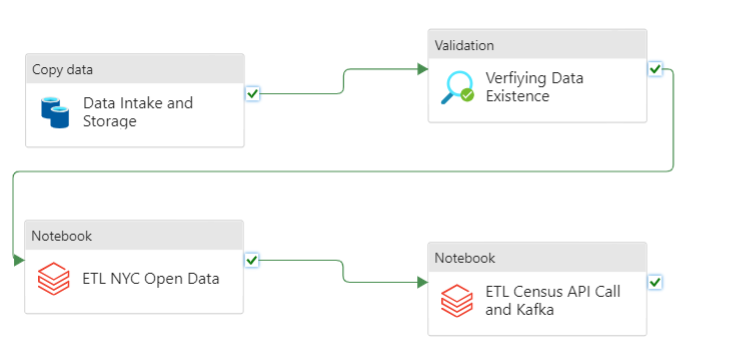 Copy data
Data Intake and
Storage
Validation
Verfiying Data
Existence
Notebook
ETL NYC Open Data
Notebook
ETL Census API Call
and Kafka